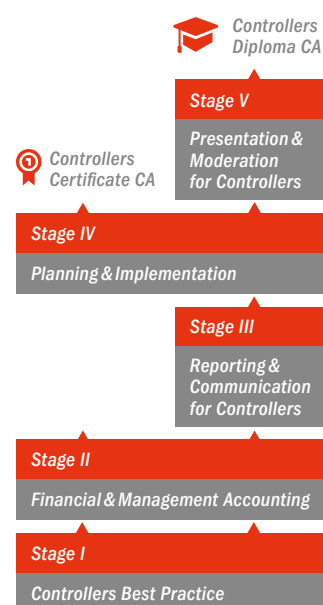 Controllers
Diploma CA
Stage V
Presentation &
Moderation
for Controllers
Controllers
Certificate CA
Stage IV
Planning & Implementation
Stage III
Reporting &
Communication
for Controllers
Stage II
Financial & Management Accounting
Stage I
Controllers Best Practice